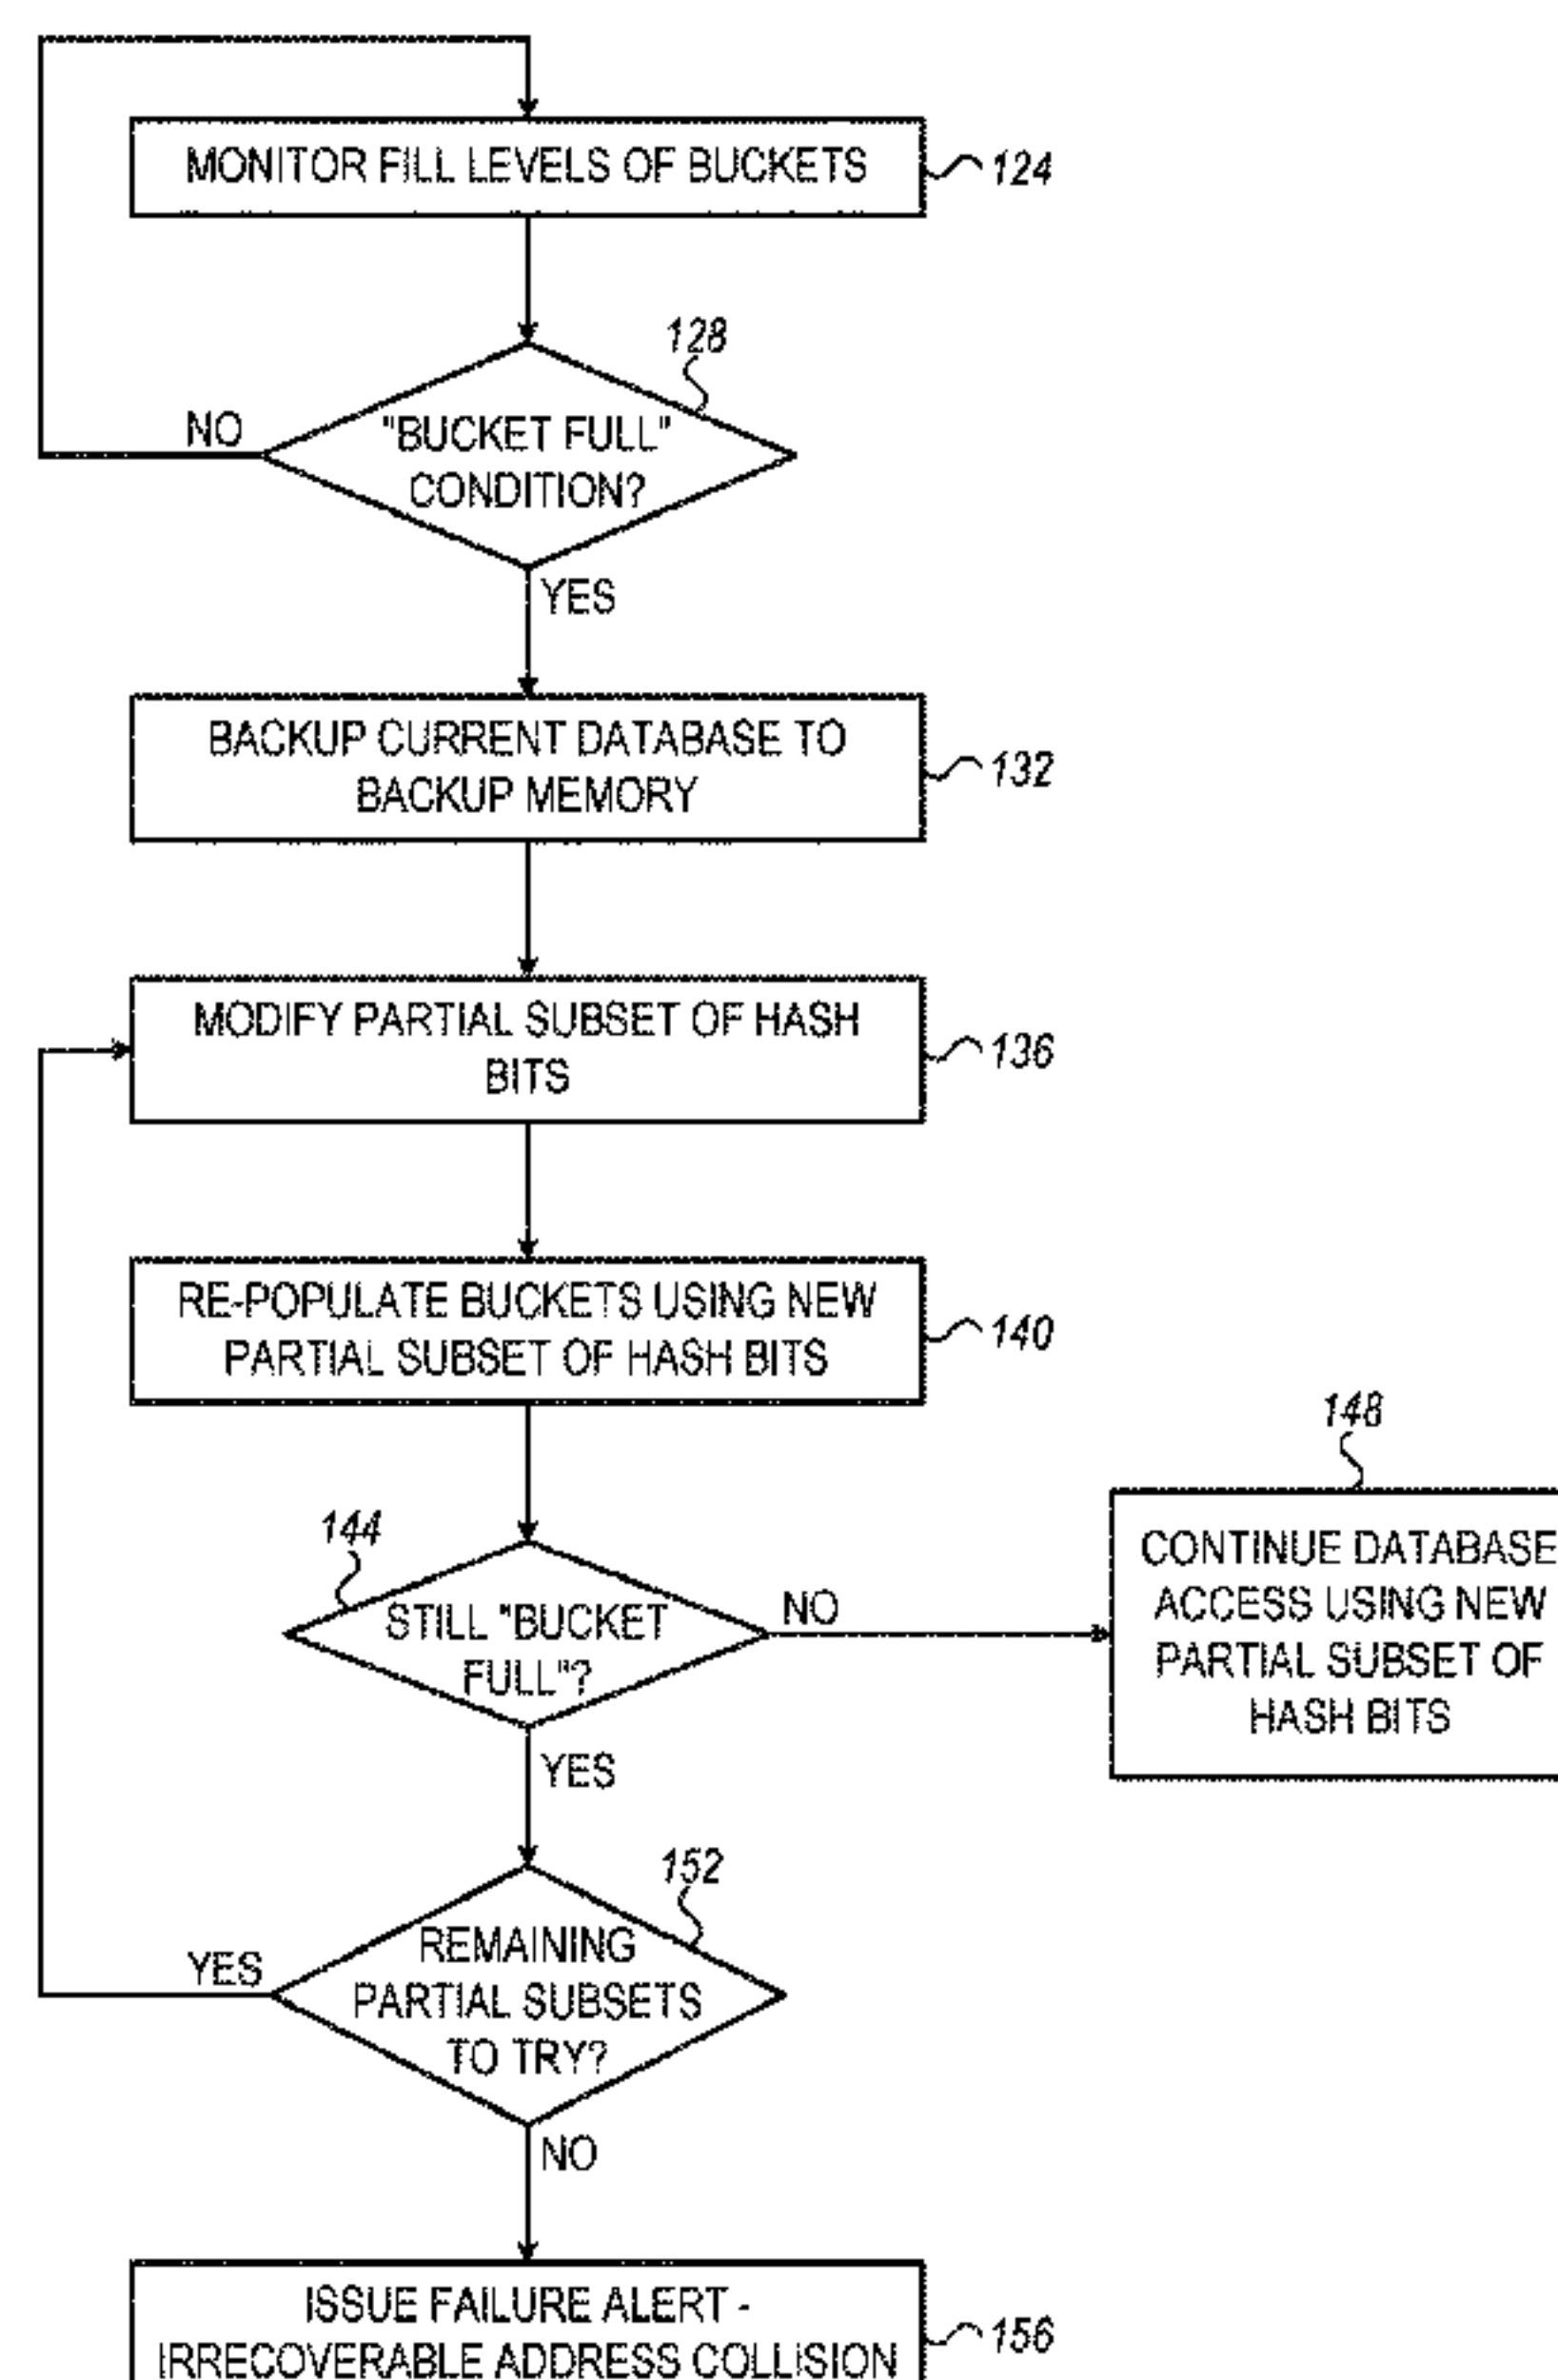 MONITOR FILL LEVELS OF BUCKETS
124
128
NO
"BUCKET FULL"
CONDITION?
YES
BACKUP CURRENT DATABASE TO
BACKUP MEMORY
132
MODIFY PARTIAL SUBSET OF HASH
BITS
136
RE-POPULATE BUCKETS USING NEW
PARTIAL SUBSET OF HASH BITS
140
144
STILL "BUCKET
FULL"?
NO
148
CONTINUE DATABASE
ACCESS USING NEW
PARTIAL SUBSET OF
HASH BITS
YES
152
YES
REMAINING
PARTIAL SUBSETS
TO TRY?
NO
ISSUE FAILURE ALERT -
IRRECOVERABLE ADDRESS COLLISION
156